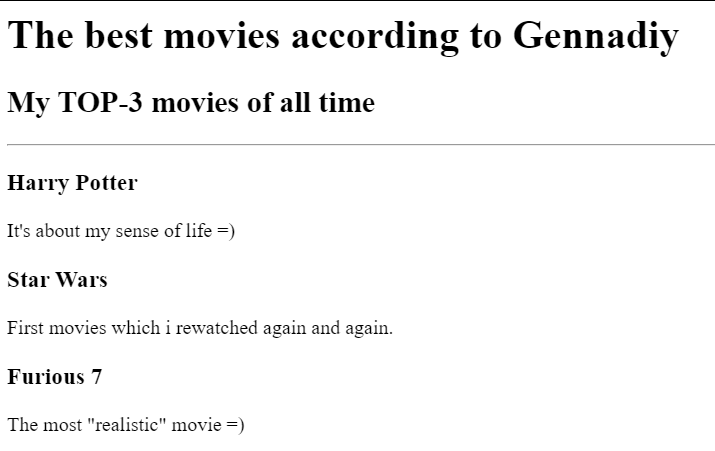 The best movies according to Gennadiy
My TOP-3 movies of all time
Harry Potter
It's about my sense of life =)
Star Wars
First movies which i rewatched again and again.
Furious 7
The most "realistic" movie =)